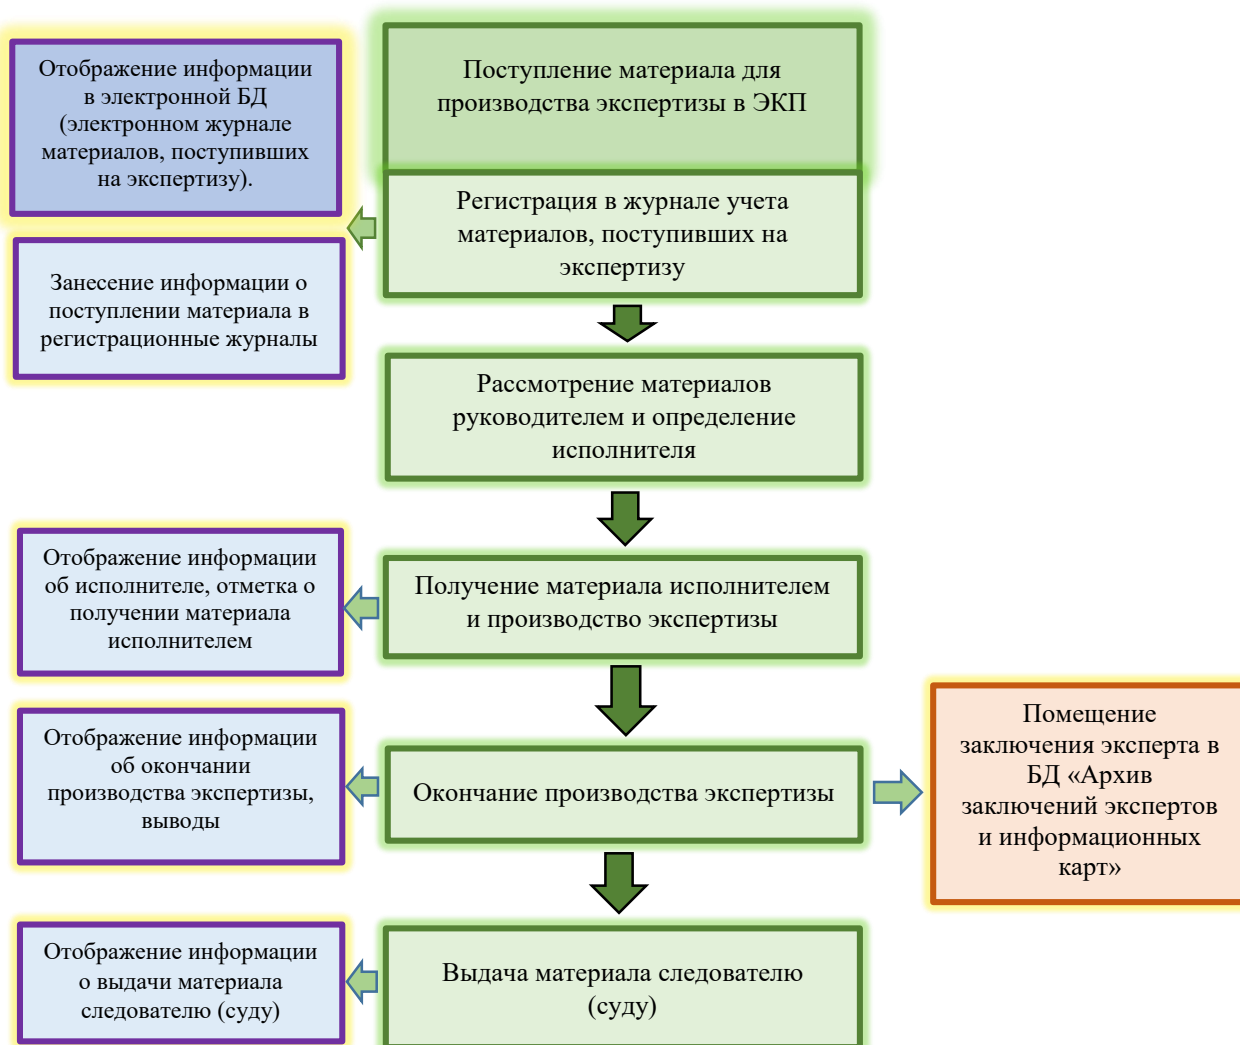 Поступление материала для
производства экспертизы в ЭКП
Отображение информации
в электронной БД
(электронном журнале
материалов, поступивших
на экспертизу).
Регистрация в журнале учета
материалов, поступивших на
экспертизу
Занесение информации о
поступлении материала в
регистрационные журналы
Рассмотрение материалов
руководителем и определение
исполнителя
Получение материала исполнителем
и производство экспертизы
Отображение информации
об исполнителе, отметка о
получении материала
исполнителем
Окончание производства экспертизы
Отображение информации
об окончании
производства экспертизы,
выводы
Помещение
заключения эксперта в
БД «Архив
заключений экспертов
и информационных
карт»
Выдача материала следователю
(суду)
Отображение информации
о выдачи материала
следователю (суду)